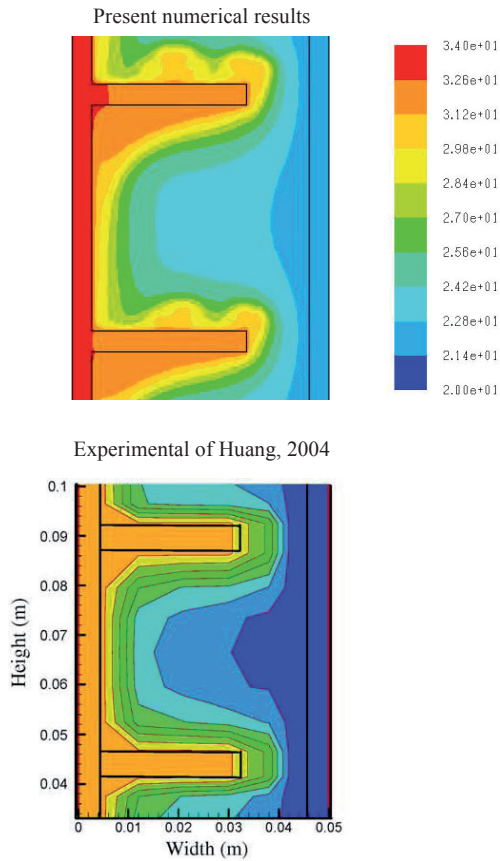 Present numerical results
3.40e+01
3.26e+01
3.12e+01
2.98e+01
2.84e+01
2.70e+01
2.56e+01
2.42e+01
2.28e+01
2.14e+01
2.00e+01
Experimental of Huang, 2004
0.1
0.09
0.08
0.07
0.06
0.05
0.04
Height (m)
0 0.01 0.02 0.03 0.04 0.05
Width (m)